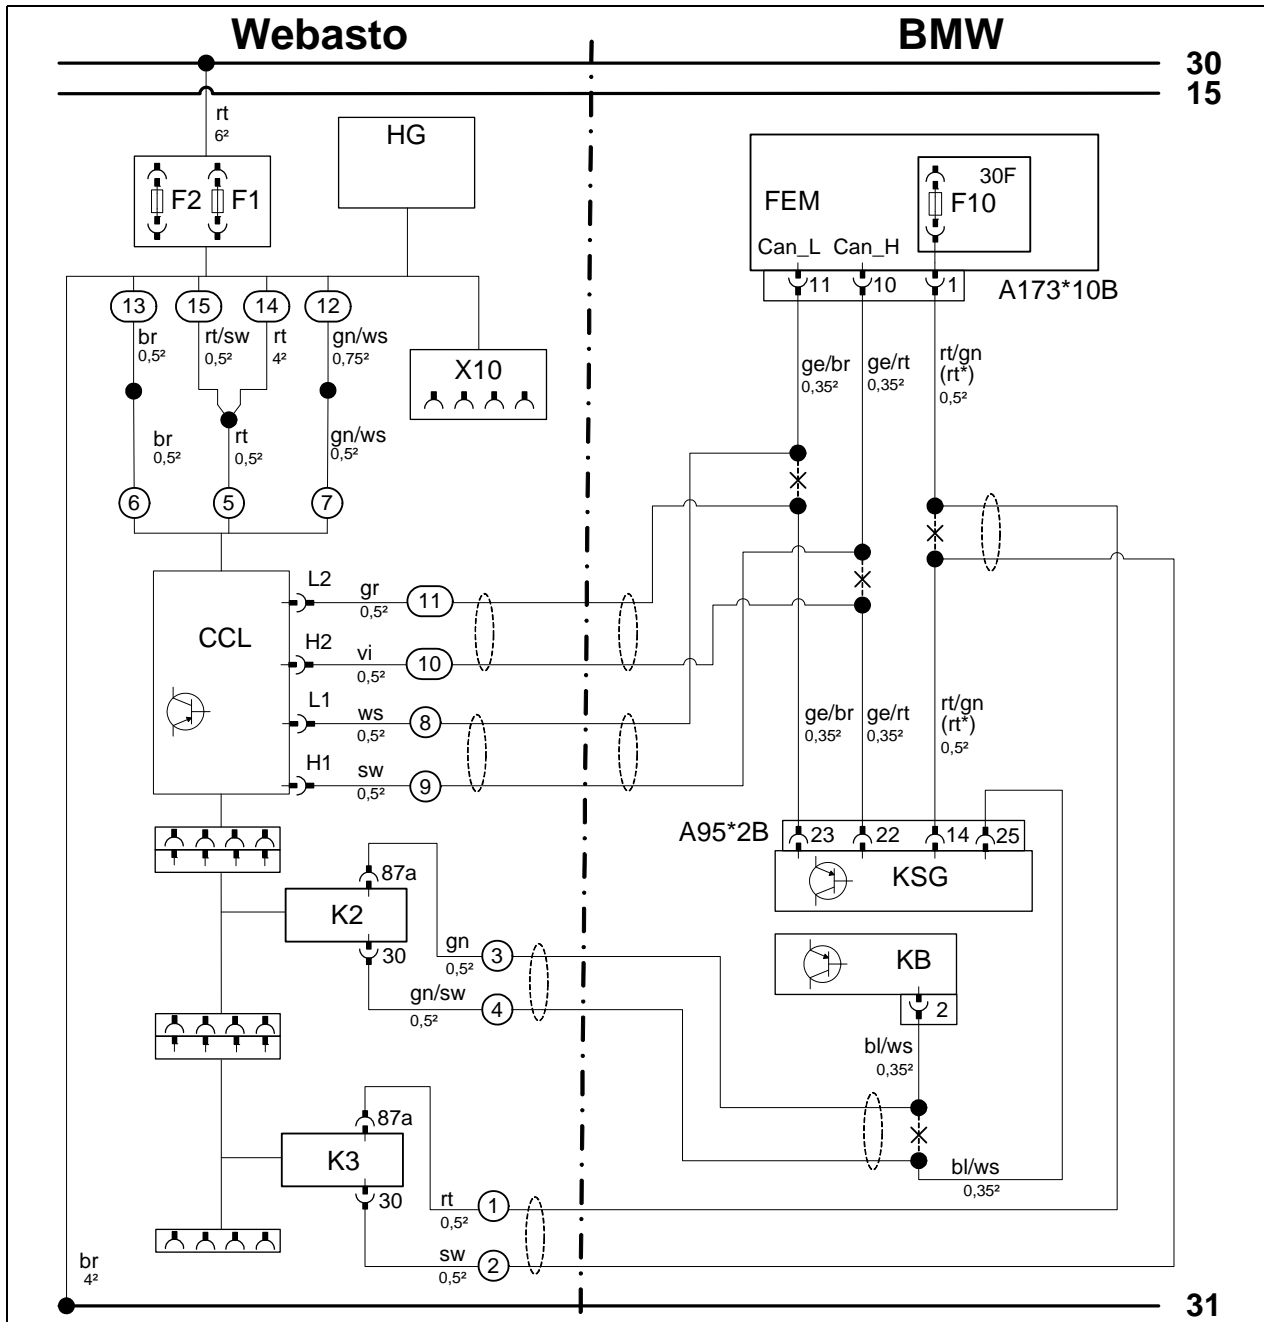 Webasto
BMW
30
15
rt
6²
HG
F2
F1
30F
F10
FEM
Can_L
Can_H
11
10
1
A173*10B
13
15
14
12
br
0,5²
rt/sw
0,5²
rt
4²
gn/ws
0,75²
X10
ge/br
0,35²
ge/rt
0,35²
rt/gn
(rt*)
0,5²
br
0,5²
rt
0,5²
gn/ws
0,5²
6
5
7
CCL
L2
gr
0,5²
11
H2
vi
0,5²
10
L1
ws
0,5²
8
H1
sw
0,5²
9
ge/br
0,35²
ge/rt
0,35²
rt/gn
(rt*)
0,5²
A95*2B
23
22
14
25
KSG
87a
K2
30
gn
0,5²
3
gn/sw
0,5²
4
KB
2
bl/ws
0,35²
87a
K3
30
rt
0,5²
1
sw
0,5²
2
bl/ws
0,35²
br
4²
31